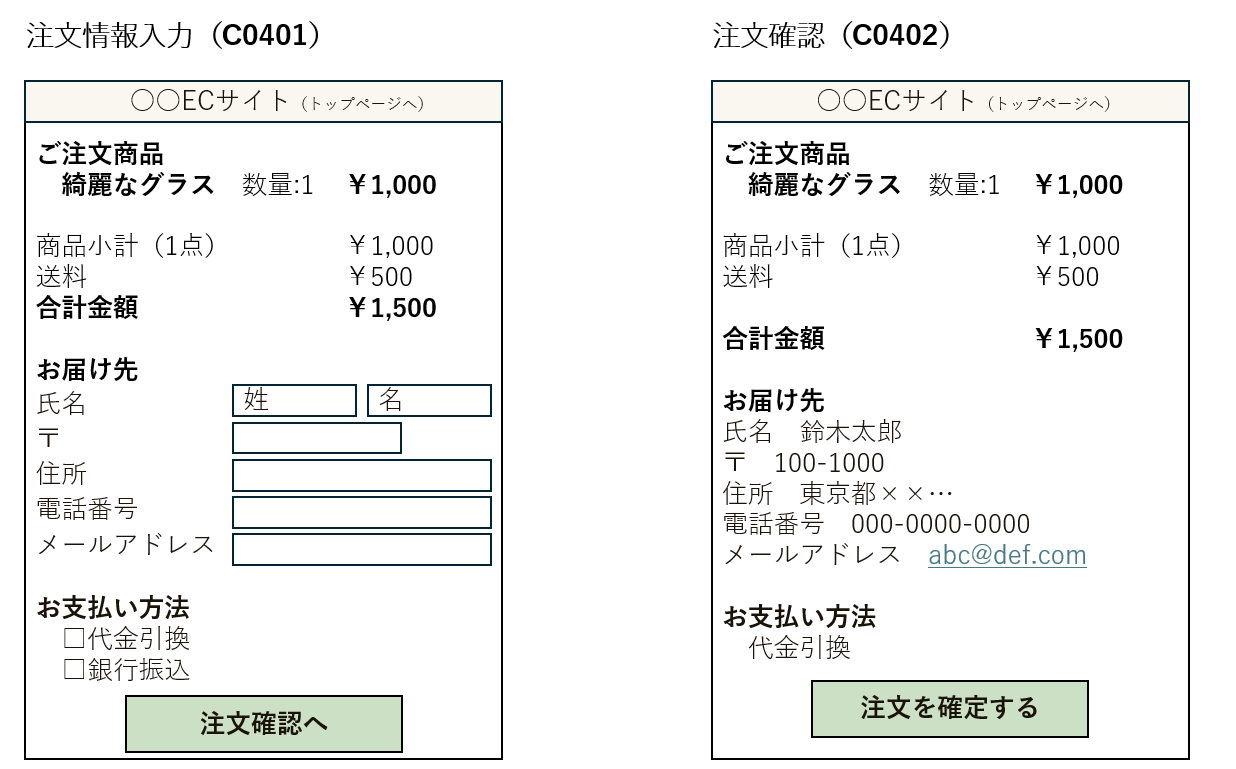 注文情報入力（C0401）
〇〇ECサイト（トップページへ）
ご注文商品
綺麗なグラス 数量:1 ￥1,000
商品小計（1点） ￥1,000
送料 ￥500
合計金額 ￥1,500
お届け先
氏名 姓 名
〒
住所
電話番号
メールアドレス
お支払い方法
□代金引換
□銀行振込
注文確認へ
注文確認（C0402）
〇〇ECサイト（トップページへ）
ご注文商品
綺麗なグラス 数量:1 ￥1,000
商品小計（1点） ￥1,000
送料 ￥500
合計金額 ￥1,500
お届け先
氏名 鈴木太郎
〒 100-1000
住所 東京都××…
電話番号 000-0000-0000
メールアドレス abc@def.com
お支払い方法
代金引換
注文を確定する